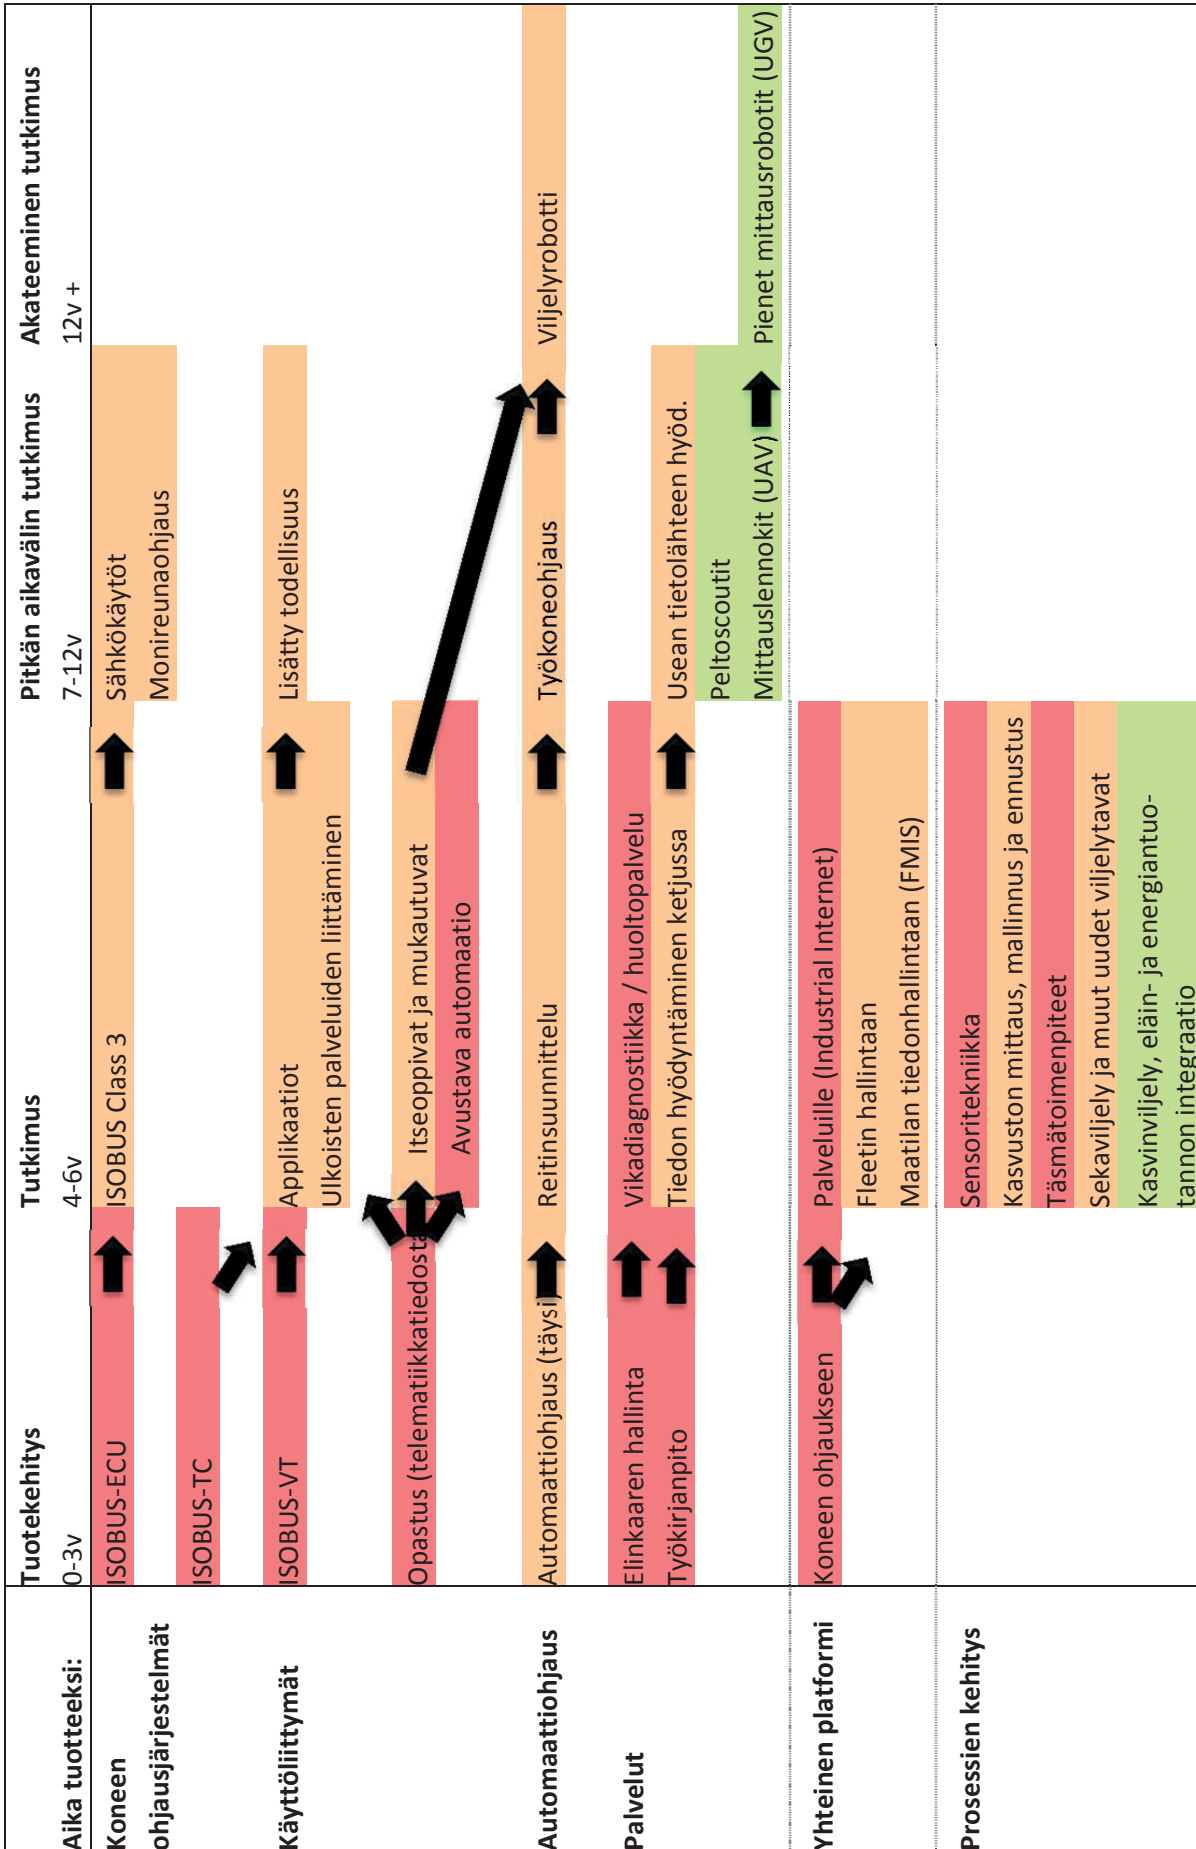 Tuotekehitys
Tutkimus
Pitkän aikavälin tutkimus
Akateeminen tutkimus
Aika tuotteeksi:
0-3v
4-6v
7-12v
12v +
Koneen
ohjausjärjestelmät
ISOBUS-ECU
ISOBUS Class 3
Sähkökäytöt
Monireunaohjaus
ISOBUS-TC
Käyttöliittymät
ISOBUS-VT
Applikaatiot
Lisätty todellisuus
Ulkoisten palveluiden liittäminen
Opastus (telematiikkatiedosta
Itseoppivat ja mukautuvat
Avustava automaatio
Automaattiohjaus
Automaattiohjaus (täysi)
Reitinsuunnittelu
Työkoneohjaus
Viljelyrobotti
Palvelut
Elinkaaren hallinta
Vikadiagnostiikka / huoltopalvelu
Työkirjanpito
Tiedon hyödyntäminen ketjussa
Usean tietolähteen hyöd.
Peltoscoutit
Mittauslennokit (UAV)
Pienet mittausrobotit (UGV)
Yhteinen platformi
Koneen ohjaukseen
Palveluille (Industrial Internet)
Fleetin hallintaan
Maatilan tiedonhallintaan (FMIS)
Prosessien kehitys
Sensoritekniikka
Kasvuston mittaus, mallinnus ja ennustus
Täsmätoimenpiteet
Sekaviljely ja muut uudet viljelytavat
Kasvinviljely, eläin- ja energiantuo-
tannon integraatio